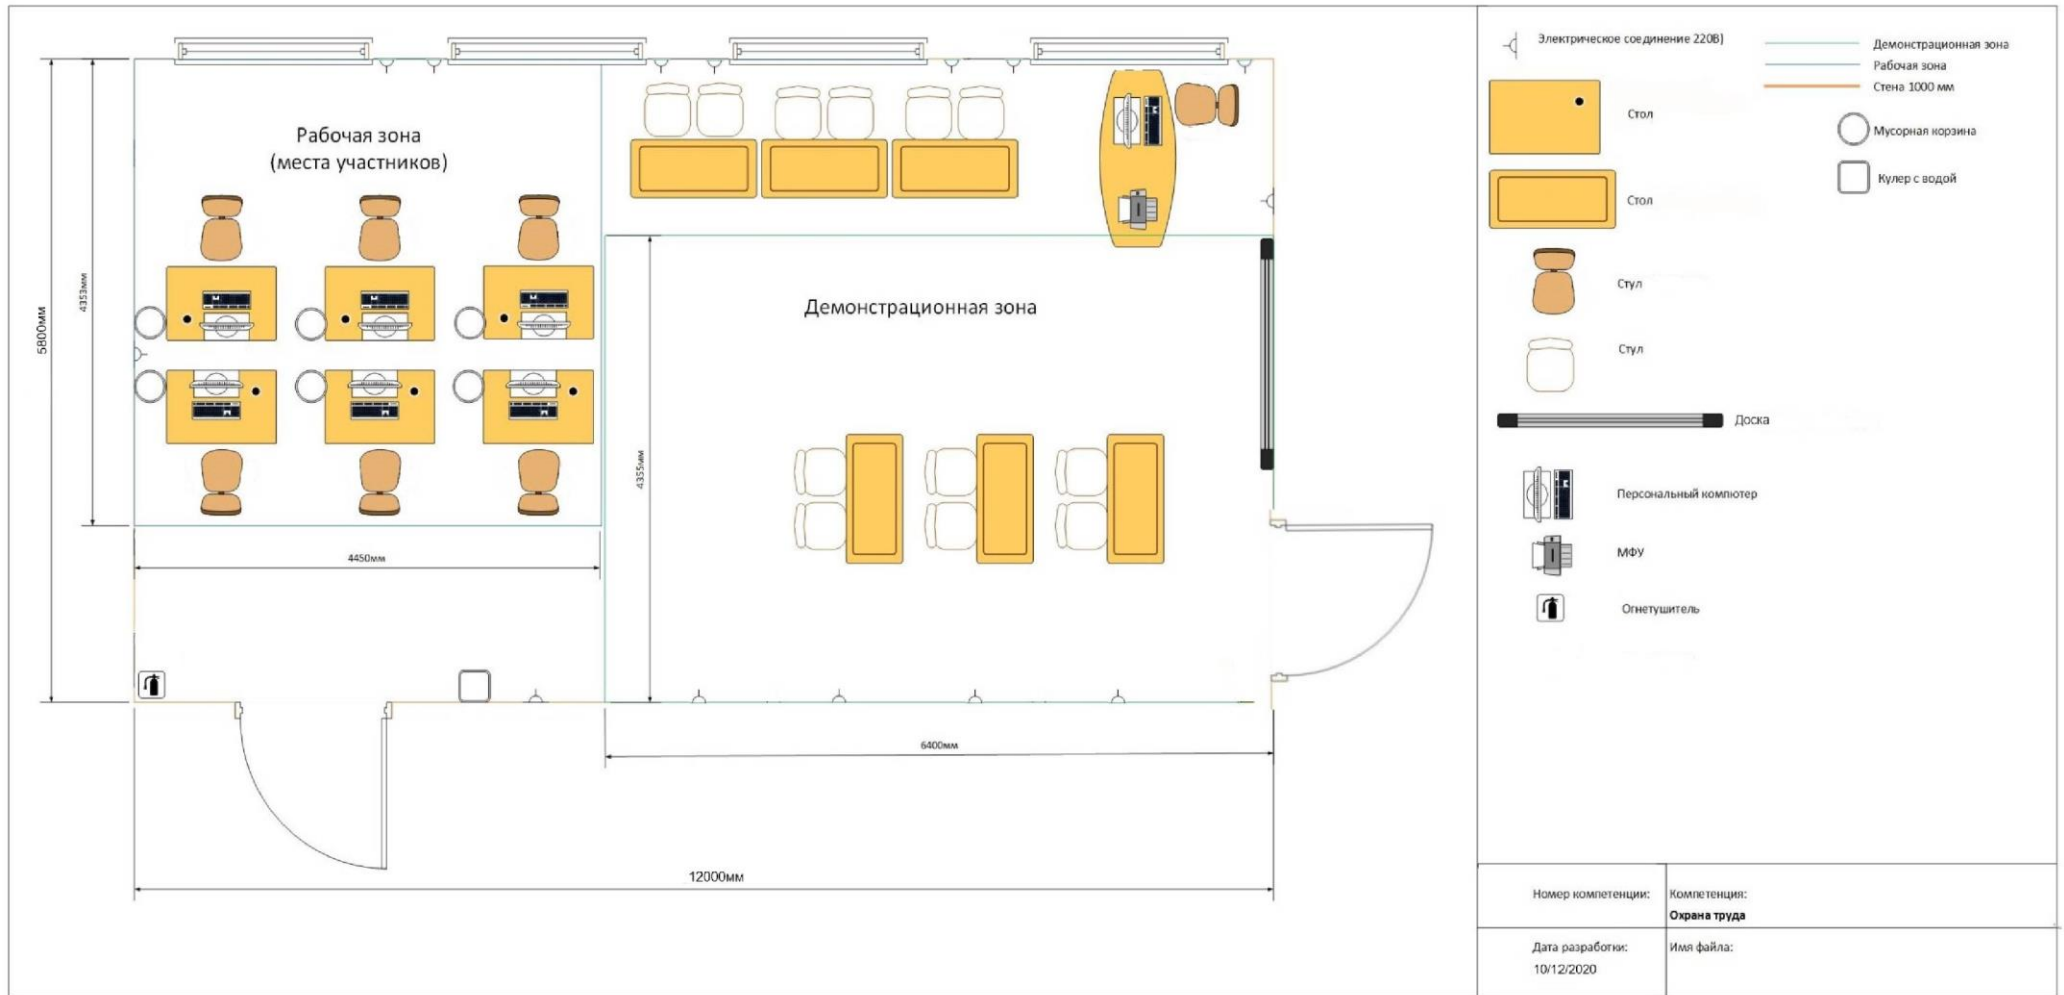 Рабочая зона
(места участников)
Демонстрационная зона
5800мм
4353мм
4450мм
4355мм
6400мм
12000мм
Электрическое соединение 220В)
Демонстрационная зона
Рабочая зона
Стена 1000 мм
Стол
Мусорная корзина
Кулер с водой
Стол
Стул
Стул
Доска
Персональный компютер
МФУ
Огнетушитель
Номер компетенции:
Компетенция:
Охрана труда
Дата разработки:
10/12/2020
Имя файла: